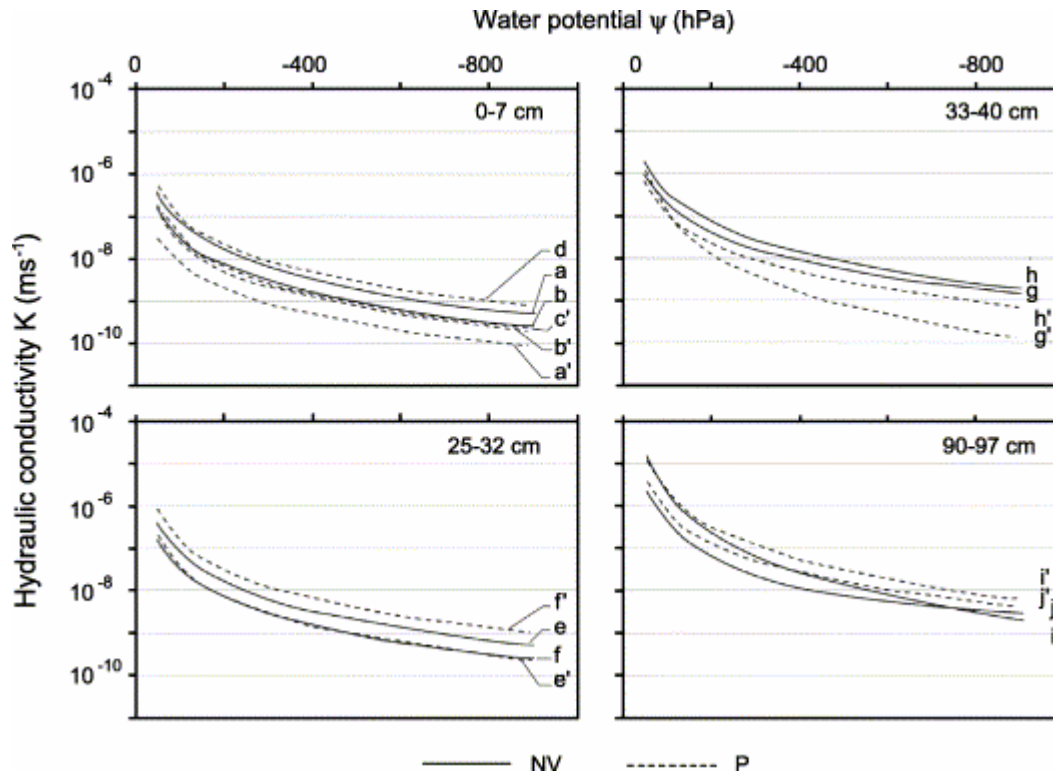 Water potential ψ (hPa)
0 -400 -800
0 -400 -800
Hydraulic conductivity K (ms-1)
10-4
10-6
10-8
10-10
0-7 cm
d
a
b
c'
b'
a'
33-40 cm
h
g
h'
g'
10-4
10-6
10-8
10-10
25-32 cm
f'
e
f
e'
90-97 cm
i'
j'
j
i
NV P